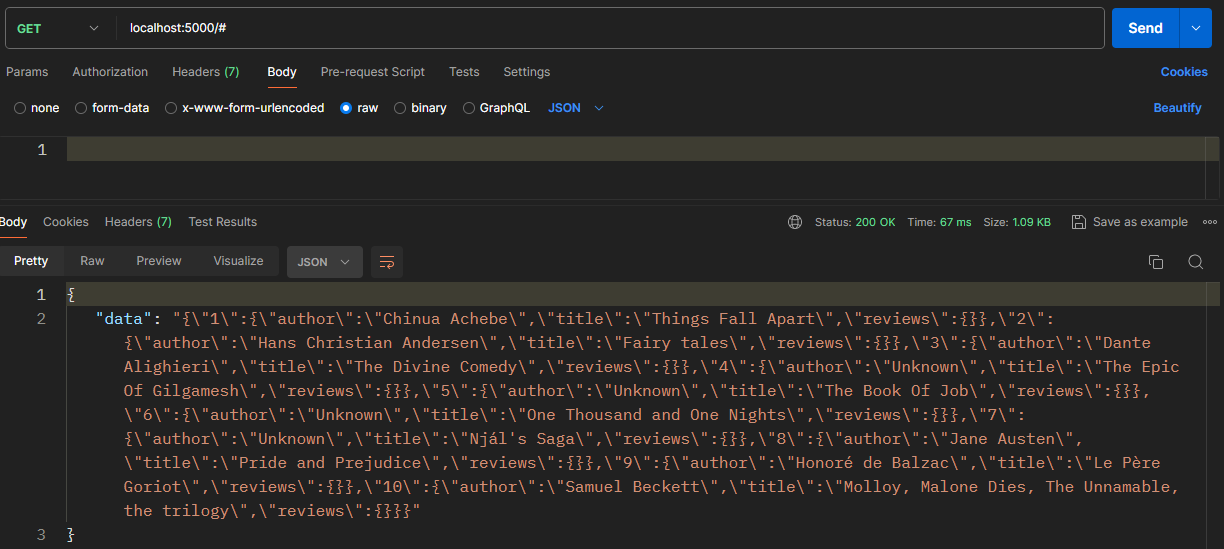 GET localhost:5000/# Send
Params Authorization Headers (7) Body Pre-request Script Tests Settings Cookies
none form-data x-www-form-urlencoded raw binary GraphQL JSON Beautify
1
Body Cookies Headers (7) Test Results Status: 200 OK Time: 67 ms Size: 1.09 KB Save as example
Pretty Raw Preview Visualize JSON
1 {
2 "data": "{\"1\":{\"author\":\"Chinua Achebe\",\"title\":\"Things Fall Apart\",\"reviews\":{}},\"2\":
{\"author\":\"Hans Christian Andersen\",\"title\":\"Fairy tales\",\"reviews\":{}},\"3\":{\"author\":\"Dante
Alighieri\",\"title\":\"The Divine Comedy\",\"reviews\":{}},\"4\":{\"author\":\"Unknown\",\"title\":\"The Epic
Of Gilgamesh\",\"reviews\":{}},\"5\":{\"author\":\"Unknown\",\"title\":\"The Book Of Job\",\"reviews\":{}},
\"6\":{\"author\":\"Unknown\",\"title\":\"One Thousand and One Nights\",\"reviews\":{}},\"7\":
{\"author\":\"Unknown\",\"title\":\"Njál's Saga\",\"reviews\":{}},\"8\":{\"author\":\"Jane Austen\",
\"title\":\"Pride and Prejudice\",\"reviews\":{}},\"9\":{\"author\":\"Honoré de Balzac\",\"title\":\"Le Père
Goriot\",\"reviews\":{}},\"10\":{\"author\":\"Samuel Beckett\",\"title\":\"Molloy, Malone Dies, The Unnamable,
the trilogy\",\"reviews\":{}}}"
3 }